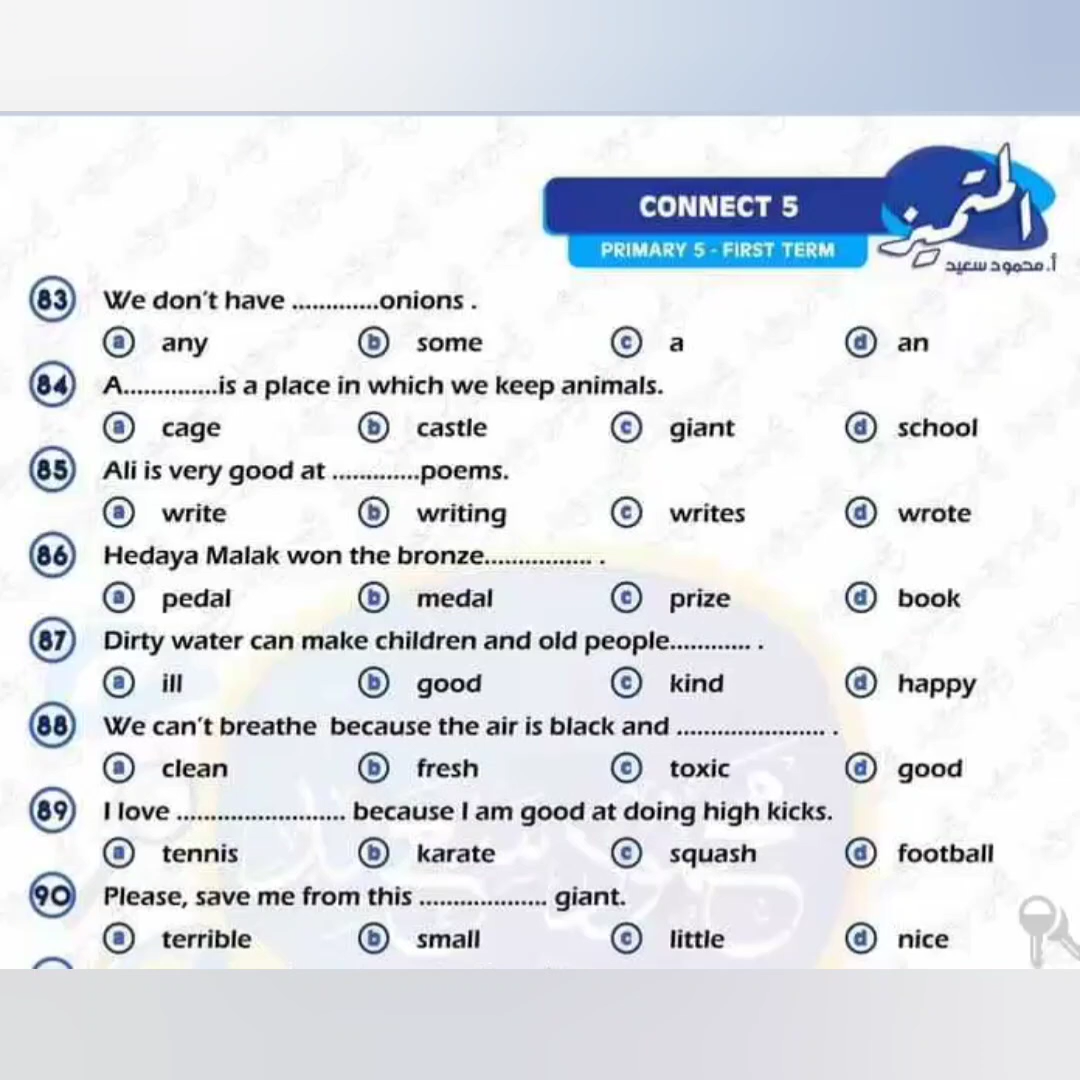 CONNECT 5
PRIMARY 5 - FIRST TERM
المتميز
أ. محمود سعيد
83 We don't have .............onions .
a any b some c a d an
84 A..............is a place in which we keep animals.
a cage b castle c giant d school
85 Ali is very good at .............poems.
a write b writing c writes d wrote
86 Hedaya Malak won the bronze................ .
a pedal b medal c prize d book
87 Dirty water can make children and old people............ .
a ill b good c kind d happy
88 We can't breathe because the air is black and ...................... .
a clean b fresh c toxic d good
89 I love ......................... because I am good at doing high kicks.
a tennis b karate c squash d football
90 Please, save me from this ................... giant.
a terrible b small c little d nice